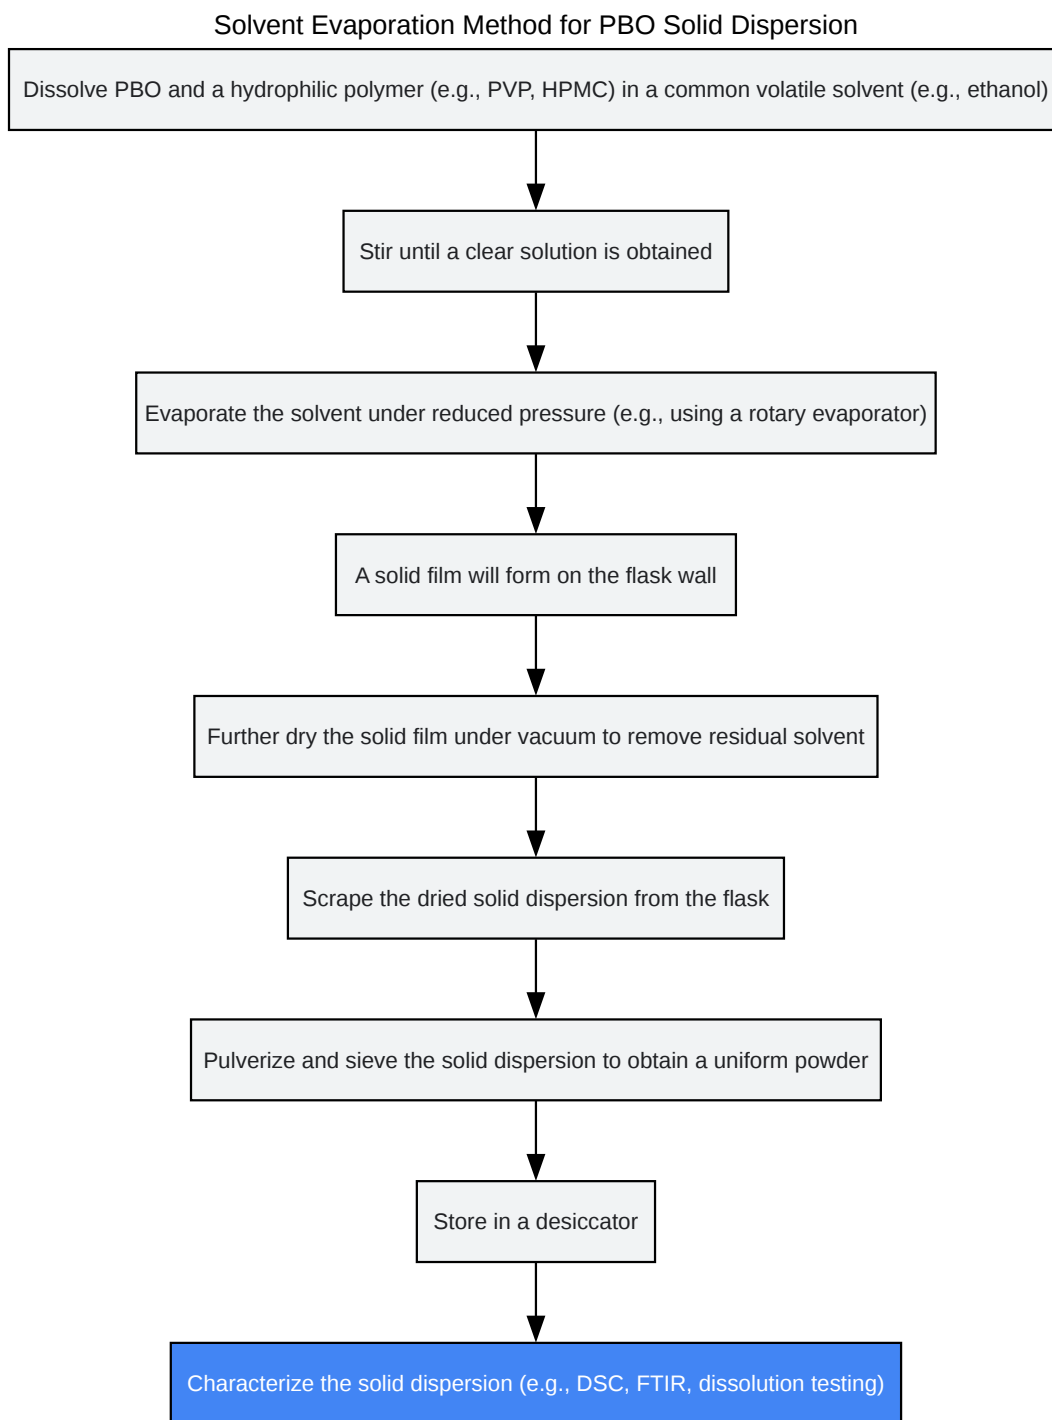 Solvent Evaporation Method for PBO Solid Dispersion
Dissolve PBO and a hydrophilic polymer (e.g., PVP, HPMC) in a common volatile solvent (e.g., ethanol)
Stir until a clear solution is obtained
Evaporate the solvent under reduced pressure (e.g., using a rotary evaporator)
A solid film will form on the flask wall
Further dry the solid film under vacuum to remove residual solvent
Scrape the dried solid dispersion from the flask
Pulverize and sieve the solid dispersion to obtain a uniform powder
Store in a desiccator
Characterize the solid dispersion (e.g., DSC, FTIR, dissolution testing)